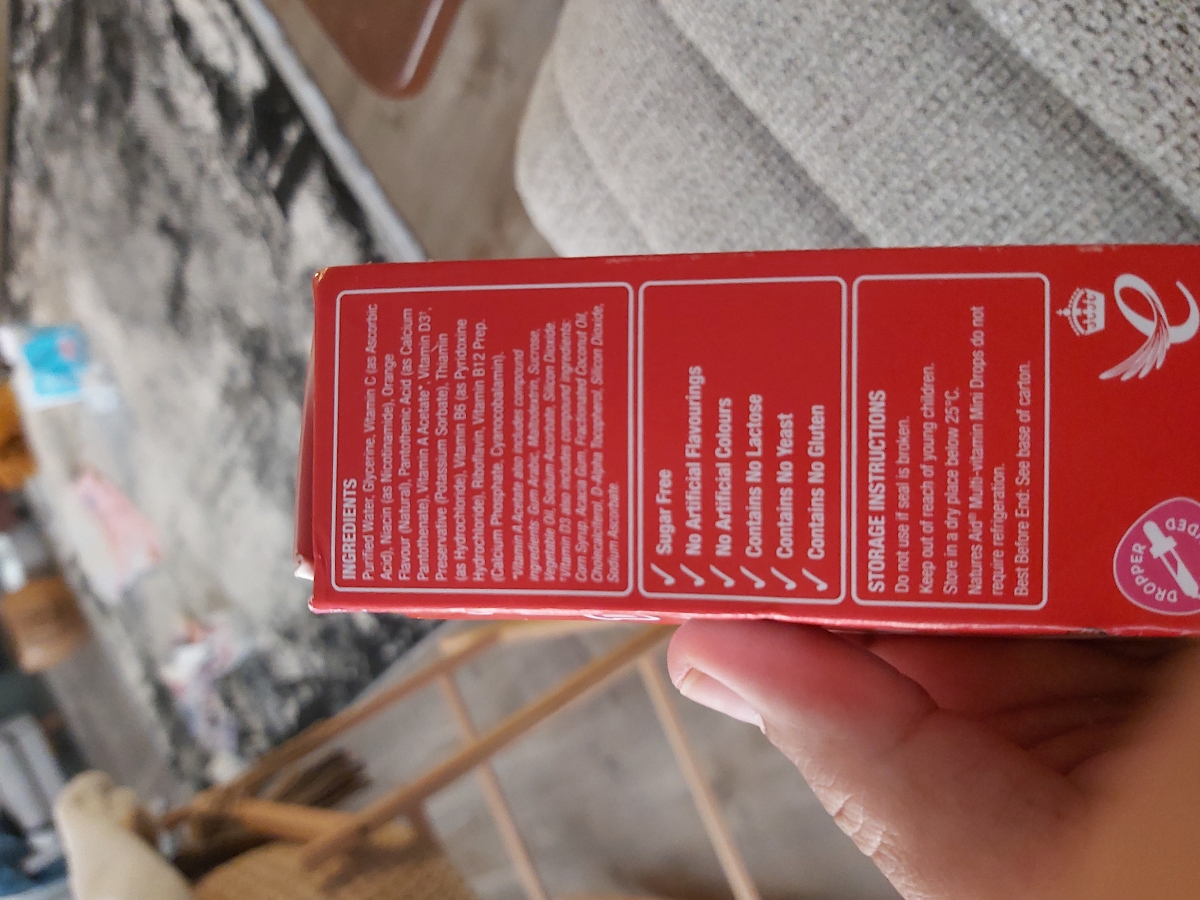 INGREDIENTS
Purified Water, Glycerine, Vitamin C (as Ascorbic
Acid), Niacin (as Nicotinamide), Orange
Flavour (Natural), Pantothenic Acid (as Calcium
Pantotenate), Vitamin A Acetate*, Vitamin D3†,
Preservative (Potassium Sorbate), Thiamin
(as Hydrochloride), Vitamin B6 (as Pyridoxine
Hydrochloride), Riboflavin, Vitamin B12 Prep.
(Calcium Phosphate, Cyanocobalamin).
*Vitamin A Acetate also includes compound
ingredients: Gum Arabic, Maltodextrin, Sucrose,
Vegetable Oil, Sodium Ascorbate, Silicon Dioxide.
†Vitamin D3 also includes compound ingredients:
Corn Syrup, Acacia Gum, Fractionated Coconut Oil,
Cholecalciferol, D-Alpha Tocopherol, Silicon Dioxide,
Sodium Ascorbate
✓ Sugar Free
✓ No Artificial Flavourings
✓ No Artificial Colours
✓ Contains No Lactose
✓ Contains No Yeast
✓ Contains No Gluten
STORAGE INSTRUCTIONS
Do not use if seal is broken.
Keep out of reach of young children.
Store in a dry place below 25°C.
Natures Aid® Multi-vitamin Mini Drops do not
require refrigeration.
Best Before End: See base of carton.
DROPPER